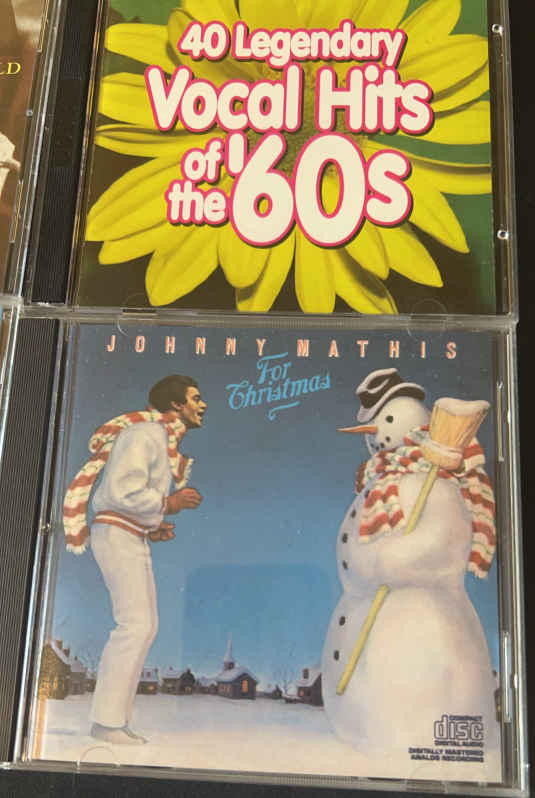 LD
40 Legendary
Vocal Hits
of
the '60s
JOHNNY MATHIS
For
Christmas
COMPACT
disc
DIGITAL AUDIO
DIGITALLY MASTERED
ANALOG RECORDING